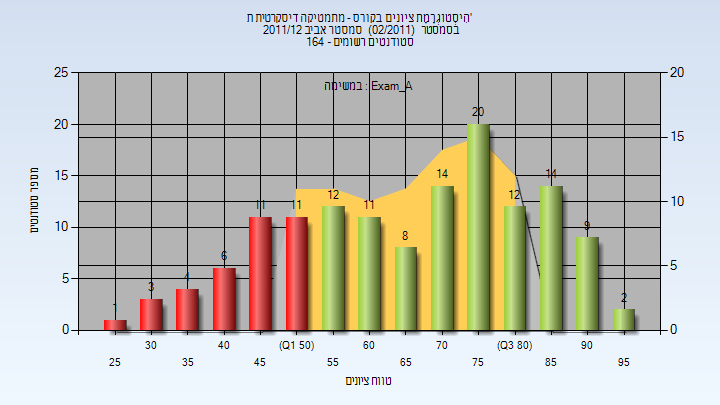 היסטוגרמת ציונים בקורס - מתמטיקה דיסקרטית ת'
בסמסטר (02/2011) סמסטר אביב 2011/12
סטודנטים רשומים - 164
במשימה : Exam_A
25 20
20 15
15 10
10 5
5 0
0
מספר סטודנטים
1 3 4 6 11 11 12 11 8 14 20 12 14 9 2
25 30 35 40 45 (Q1 50) 55 60 65 70 75 (Q3 80) 85 90 95
טווח ציונים